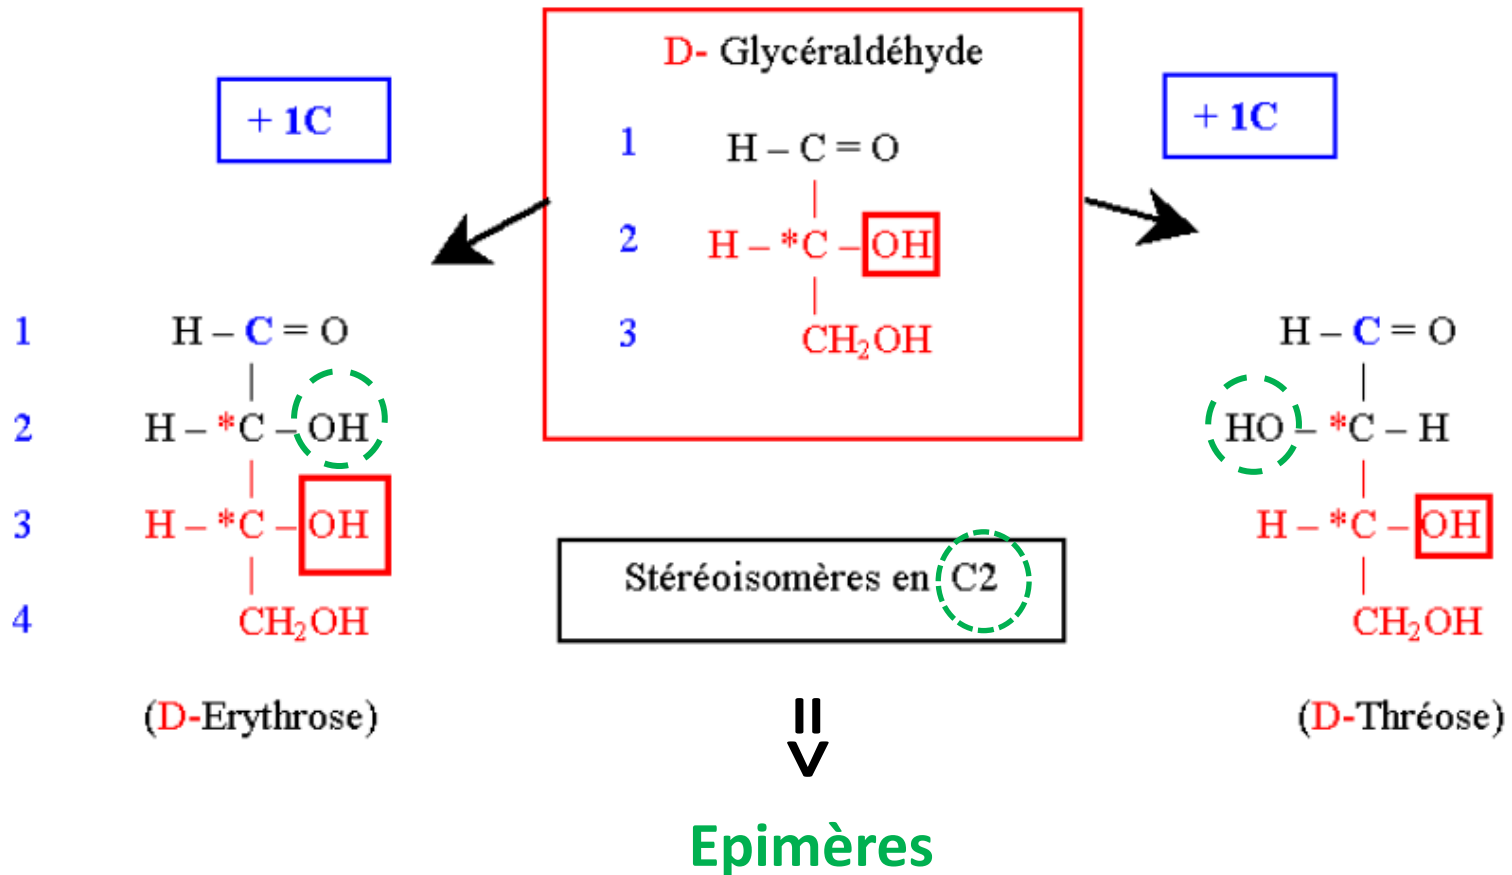 D- Glycéraldéhyde
+ 1C
+ 1C
1 H – C = O
2 H – *C – OH
3 CH₂OH
1 H – C = O
2 H – *C – OH
3 H – *C – OH
4 CH₂OH
(D-Erythrose)
H – C = O
HO – *C – H
H – *C – OH
CH₂OH
(D-Thréose)
Stéréoisomères en C2
=>
Epimères